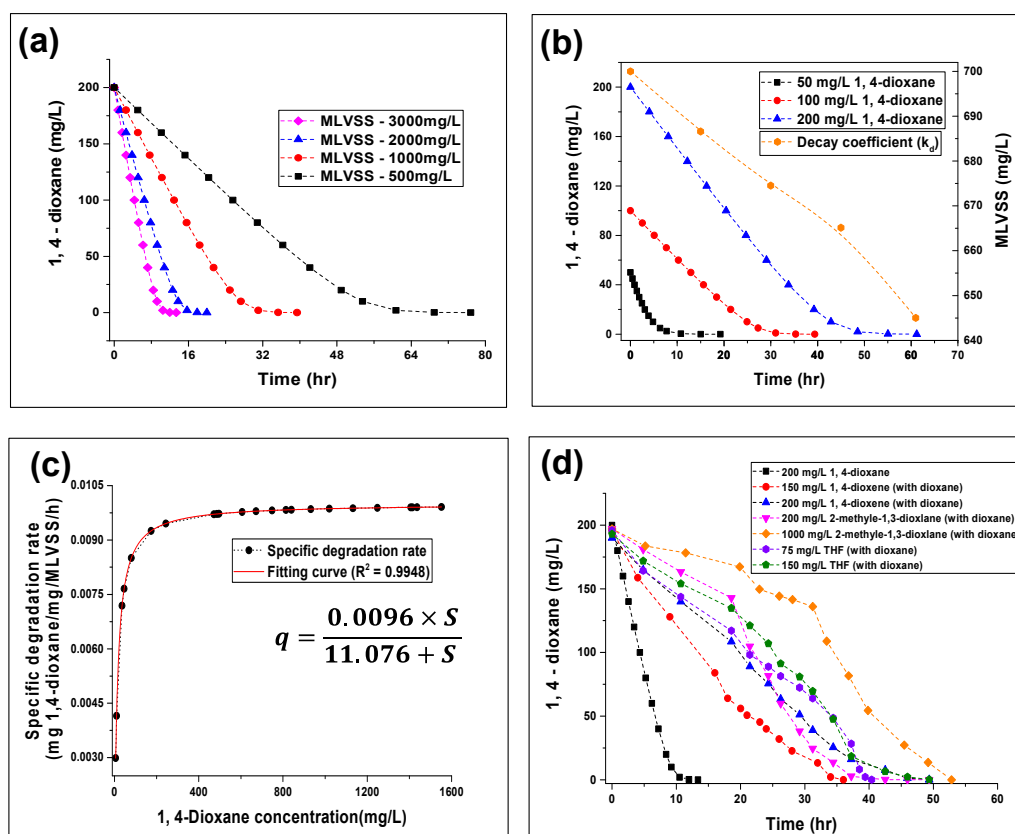 (a)
1, 4 - dioxane (mg/L)
200
150
100
50
0
MLVSS - 3000mg/L
MLVSS - 2000mg/L
MLVSS - 1000mg/L
MLVSS - 500mg/L
0 16 32 48 64 80
Time (hr)
(b)
1, 4 - dioxane (mg/L)
200
160
120
80
40
0
50 mg/L 1, 4-dioxane
100 mg/L 1, 4-dioxane
200 mg/L 1, 4-dioxane
Decay coefficient (kd)
700
690
680
670
660
650
640
MLVSS (mg/L)
0 10 20 30 40 50 60 70
Time (hr)
(c)
Specific degradation rate
(mg 1,4-dioxane/mg/MLVSS/h)
0.0105
0.0090
0.0075
0.0060
0.0045
0.0030
Specific degradation rate
Fitting curve (R² = 0.9948)
q = 0.0096 × S
11.076 + S
0 400 800 1200 1600
1, 4-Dioxane concentration(mg/L)
(d)
1, 4 - dioxane (mg/L)
200
150
100
50
0
200 mg/L 1, 4-dioxane
150 mg/L 1, 4-dioxene (with dioxane)
200 mg/L 1, 4-dioxene (with dioxane)
200 mg/L 2-methyle-1,3-dioxlane (with dioxane)
1000 mg/L 2-methyle-1,3-dioxlane (with dioxane)
75 mg/L THF (with dioxane)
150 mg/L THF (with dioxane)
0 10 20 30 40 50 60
Time (hr)